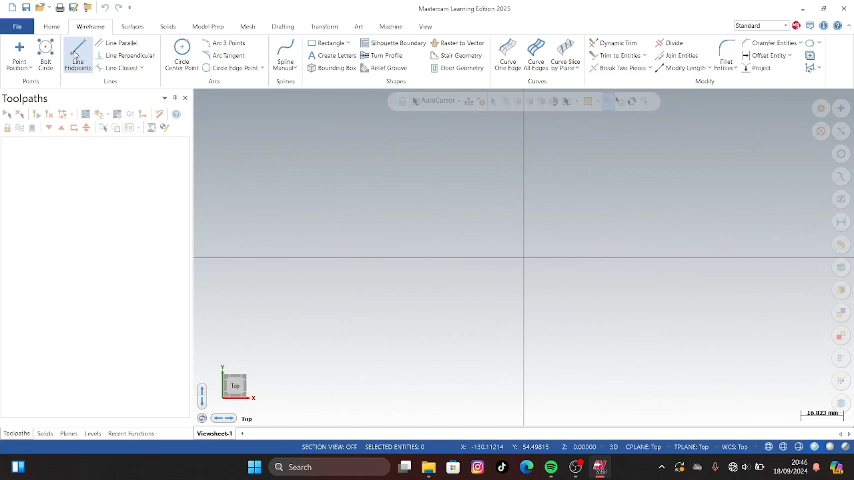 Mastercam Learning Edition 2025
File Home Wireframe Surfaces Solids Model Prep Mesh Drafting Transform Art Machine View Standard
Point Position Bolt Circle Line Endpoints Line Parallel Line Perpendicular Line Closest
Circle Center Point Arc 3 Points Arc Tangent Circle Edge Point
Spline Manual
Rectangle Create Letters Bounding Box Silhouette Boundary Turn Profile Relief Groove Raster to Vector Stair Geometry Door Geometry
Curve One Edge Curve All Edges Curve Slice by Plane
Dynamic Trim Trim to Entities Break Two Pieces Divide Join Entities Modify Length Fillet Entities Chamfer Entities Offset Entity Project
Points Lines Arcs Splines Shapes Curves Modify
Toolpaths
AutoCursor
G1
Y
Top
X
Top
16.023 mm
Toolpaths Solids Planes Levels Recent Functions Viewsheet-1 +
SECTION VIEW: OFF SELECTED ENTITIES: 0 X: -130.11214 Y: 54.49815 Z: 0.00000 3D CPLANE: Top TPLANE: Top WCS: Top
Search
20:46
18/09/2024